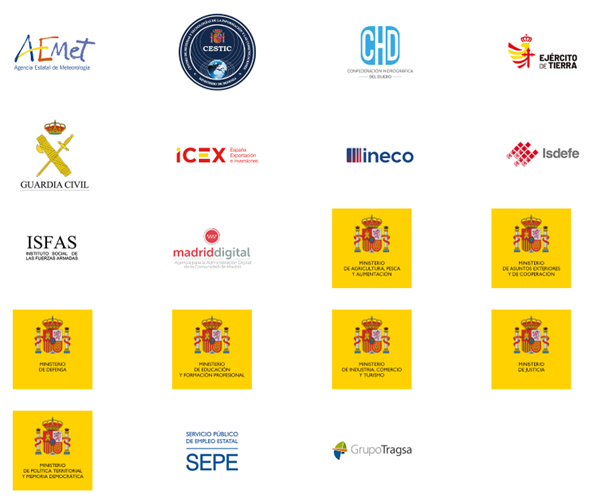 AEMet
Agencia Estatal de Meteorología
CESTIC
CHD
CONFEDERACIÓN HIDROGRÁFICA
DEL DUERO
EJÉRCITO
DE TIERRA
GUARDIA CIVIL
ICEX
España
Exportación
e Inversiones
ineco
Isdefe
ISFAS
INSTITUTO SOCIAL DE
LAS FUERZAS ARMADAS
madriddigital
Agencia para la Administración Digital
de la Comunidad de Madrid
MINISTERIO
DE AGRICULTURA, PESCA
Y ALIMENTACIÓN
MINISTERIO
DE ASUNTOS EXTERIORES
Y DE COOPERACIÓN
MINISTERIO
DE DEFENSA
MINISTERIO
DE EDUCACIÓN
Y FORMACIÓN PROFESIONAL
MINISTERIO
DE INDUSTRIA, COMERCIO
Y TURISMO
MINISTERIO
DE JUSTICIA
MINISTERIO
DE POLÍTICA TERRITORIAL
Y MEMORIA DEMOCRÁTICA
SERVICIO PÚBLICO
DE EMPLEO ESTATAL
SEPE
GrupoTragsa